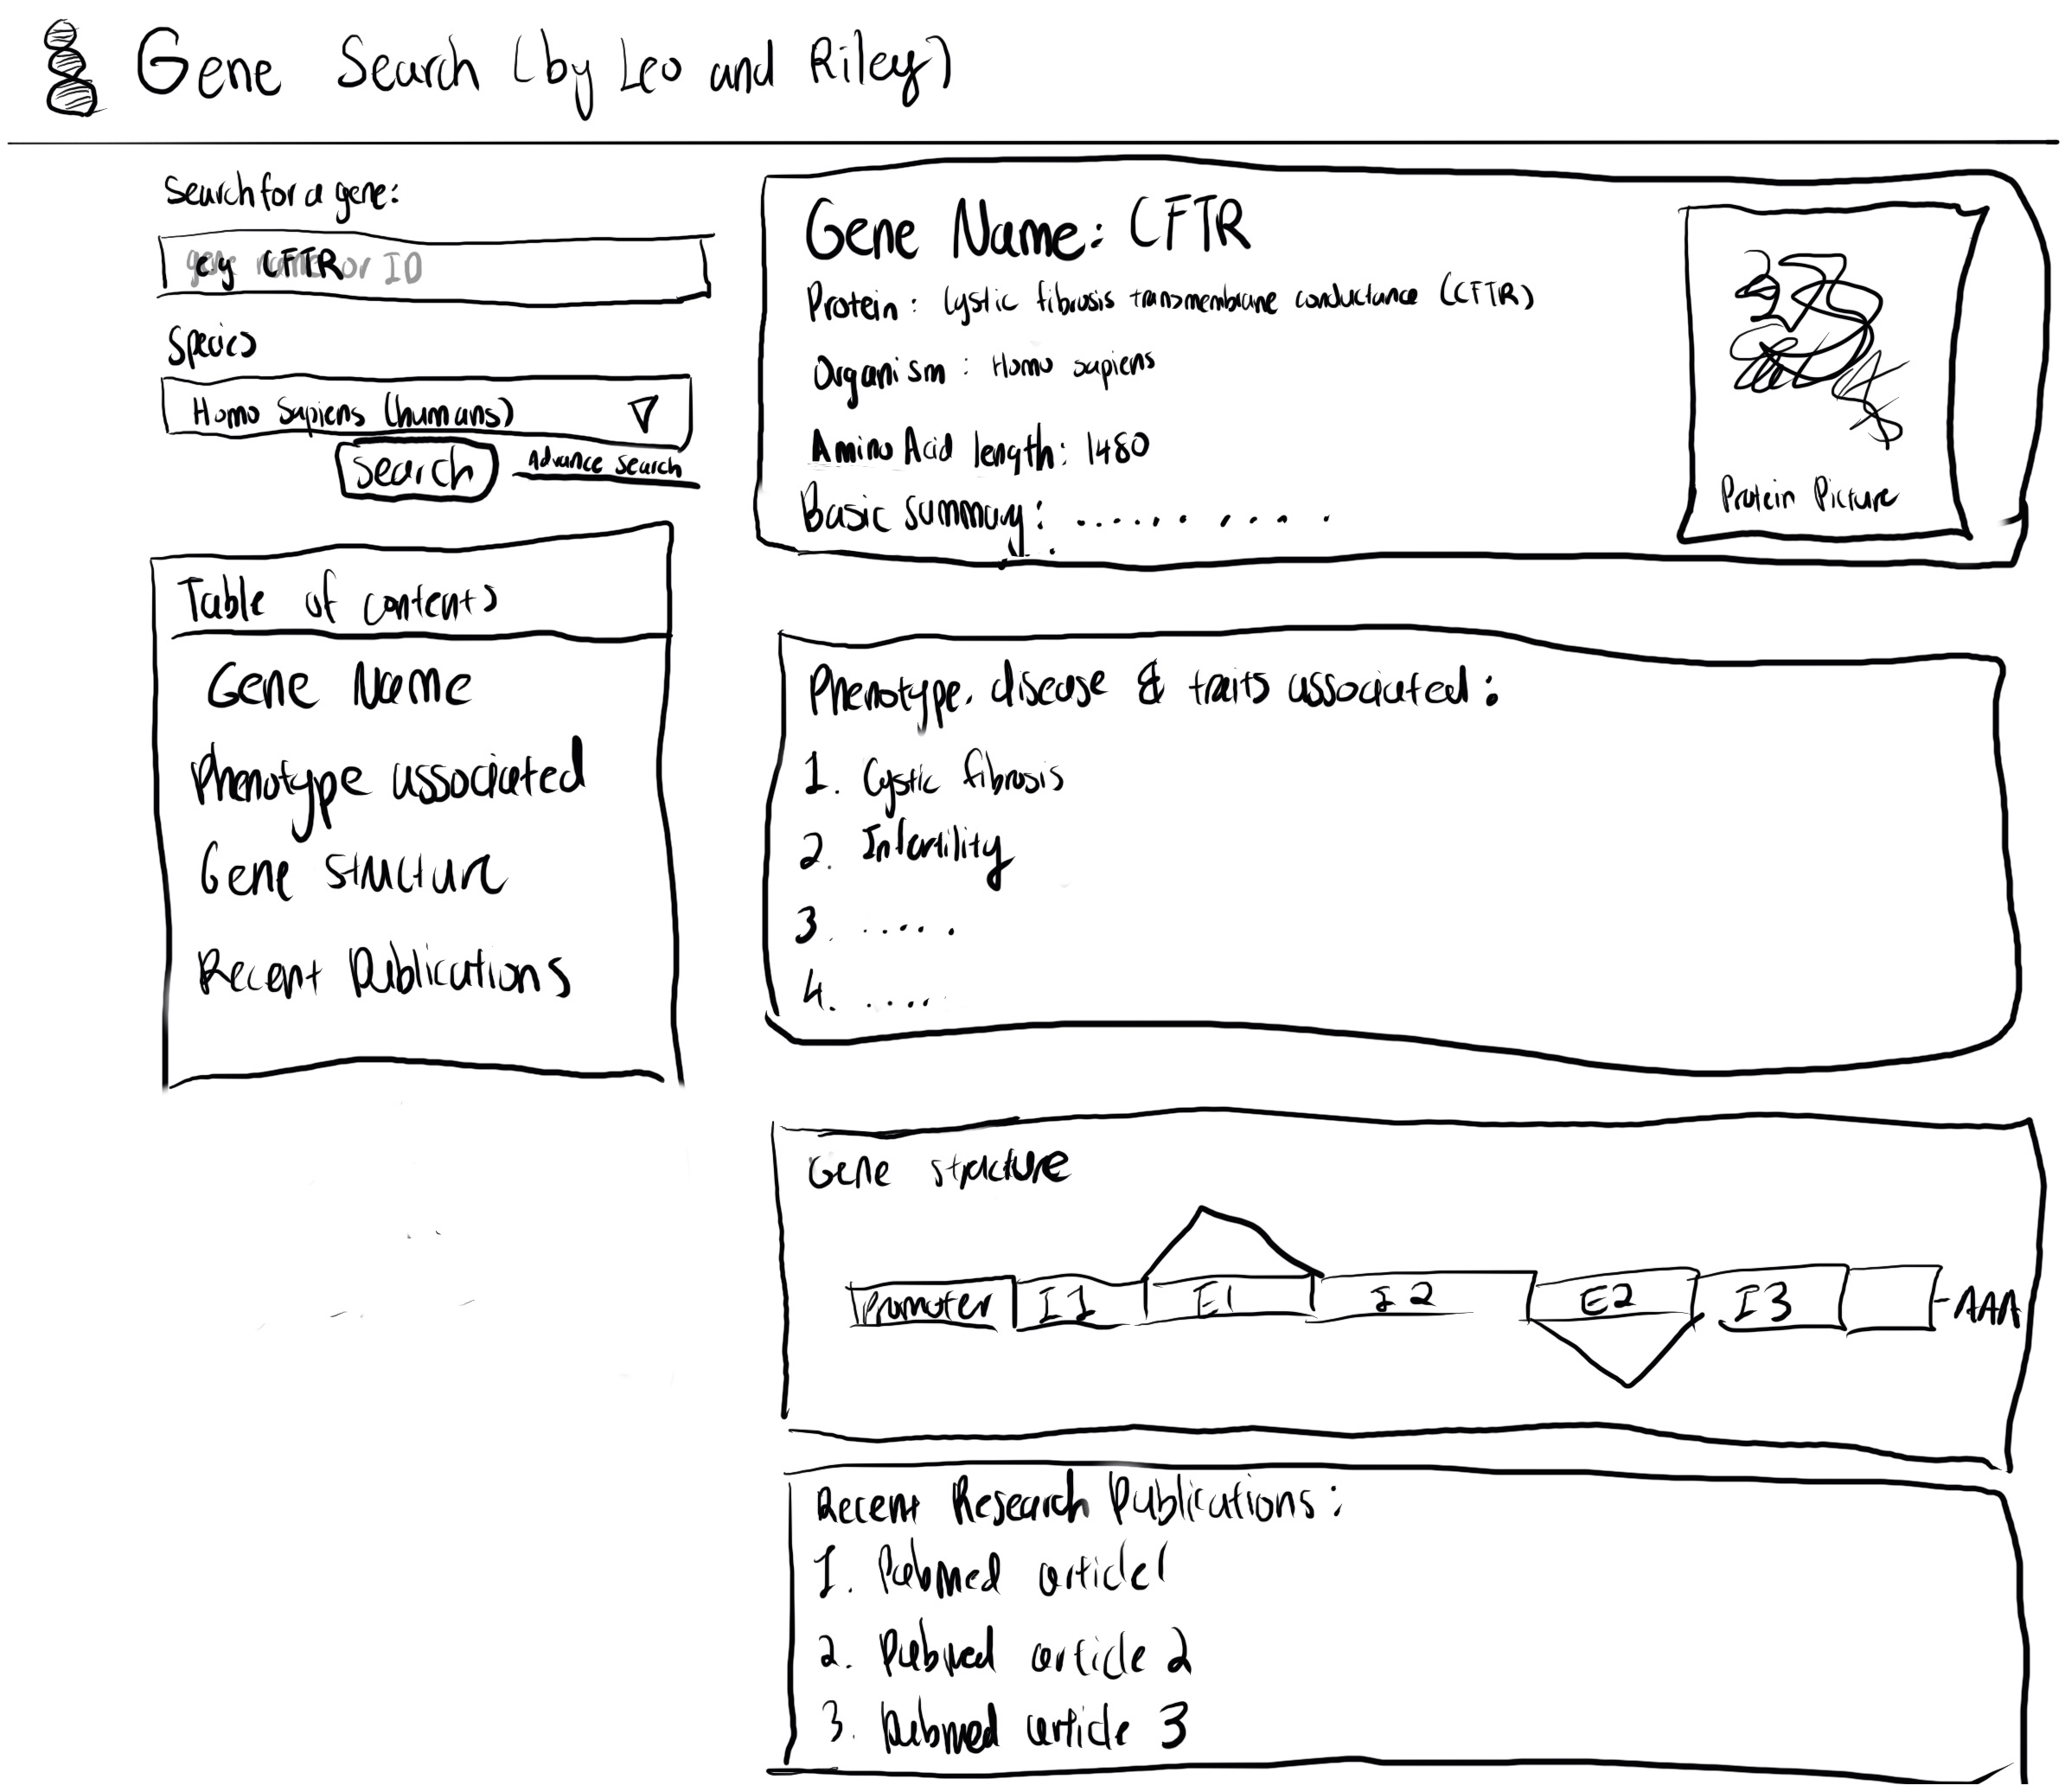 Gene Search (by Leo and Riley)
Search for a gene:
eg CFTR or ID
Species
Homo Sapiens (humans)
Search
Advance Search
Table of contents
Gene Name
Phenotype associated
Gene structure
Recent Publications
Gene Name: CFTR
Protein: Cystic fibrosis transmembrane conductance (CFTR)
Organism: Homo sapiens
Amino Acid length: 1480
Basic summary: ..........
Protein Picture
Phenotype, disease & traits associated:
1. Cystic fibrosis
2. Infertility
3. .....
4. .....
Gene structure
Promoter I1 E1 I2 E2 I3 -AAA
Recent Research Publications:
1. Pubmed article 1
2. Pubmed article 2
3. Pubmed article 3